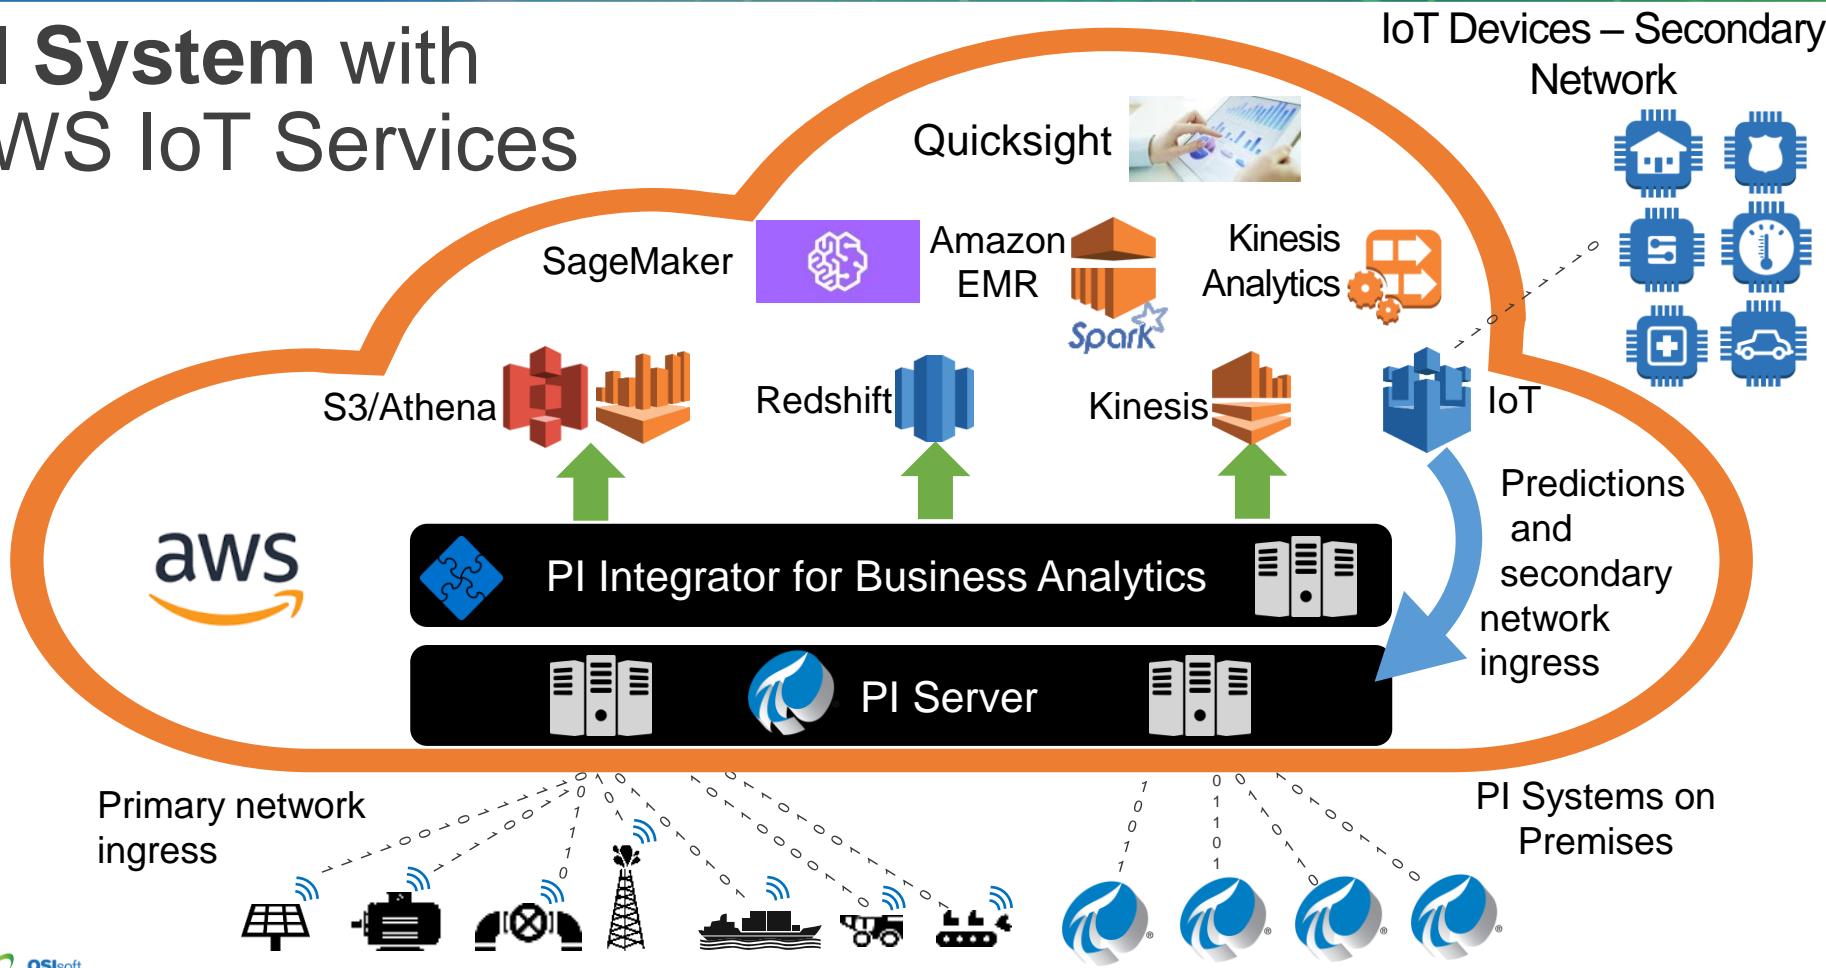 I System with
WS IoT Services
IoT Devices – Secondary
Network
Quicksight
SageMaker
Amazon
EMR
Spark
Kinesis
Analytics
S3/Athena
Redshift
Kinesis
IoT
aws
PI Integrator for Business Analytics
Predictions
and
secondary
network
ingress
PI Server
Primary network
ingress
PI Systems on
Premises
OSIsoft